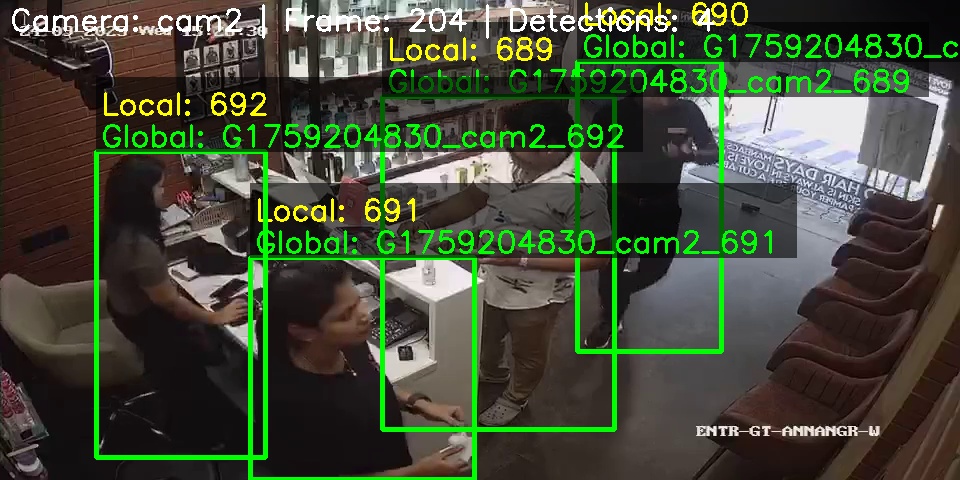 Camera: cam2 | Frame: 204 | Detections: 4
Local: 690
Global: G1759204830_c
Local: 689
Global: G1759204830_cam2_689
Local: 692
Global: G1759204830_cam2_692
Local: 691
Global: G1759204830_cam2_691
ENTR-GT-ANNANGR-W